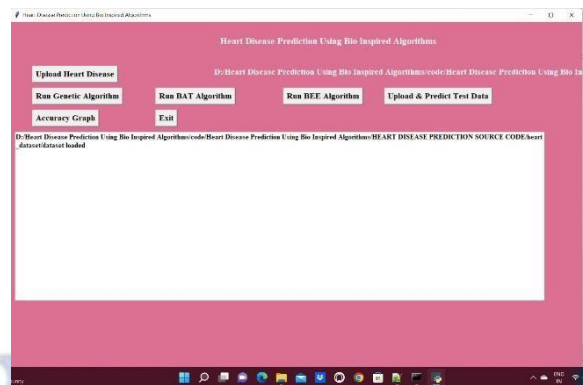 Heart Disease Prediction Using Bio Inspired Algorithms
Heart Disease Prediction Using Bio Inspired Algorithms
Upload Heart Disease
D:/Heart Disease Prediction Using Bio Inspired Algorithms/code/Heart Disease Prediction Using Bio In
Run Genetic Algorithm
Run BAT Algorithm
Run BEE Algorithm
Upload & Predict Test Data
Accuracy Graph
Exit
D:/Heart Disease Prediction Using Bio Inspired Algorithms/code/Heart Disease Prediction Using Bio Inspired Algorithms/HEART DISEASE PREDICTION SOURCE CODE/heart
_dataset/dataset loaded
ENG
IN